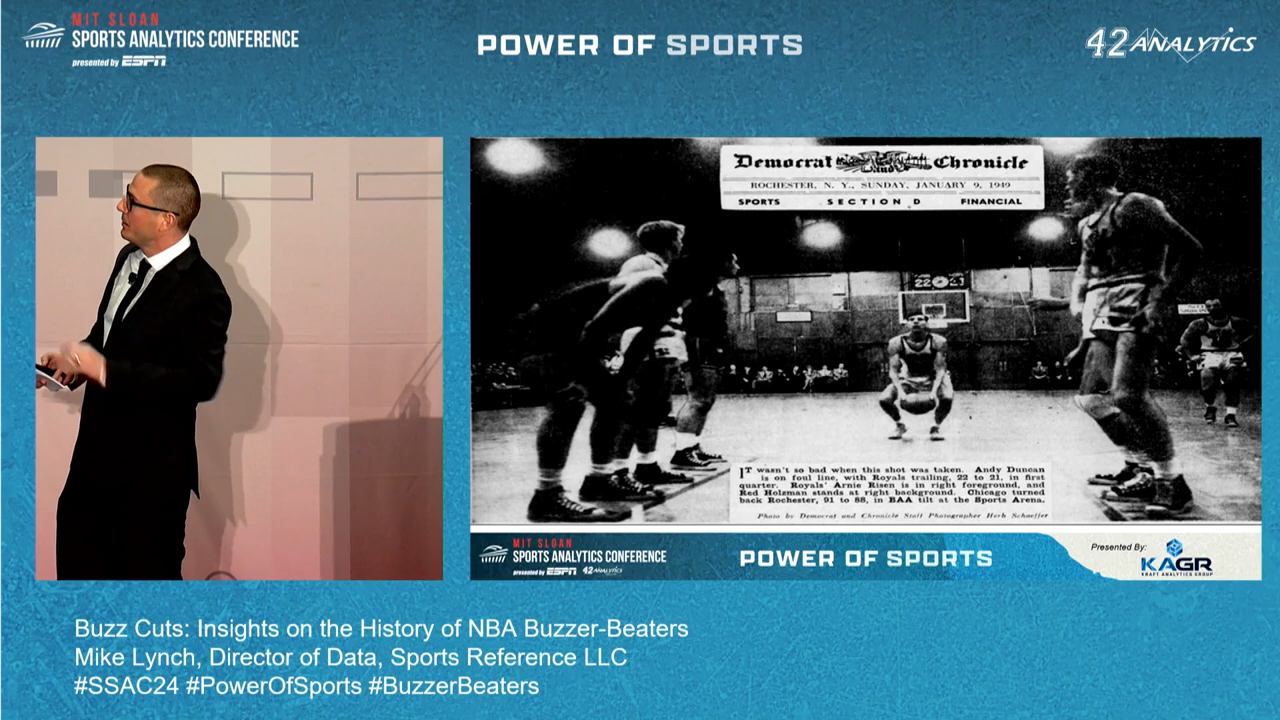 MIT SLOAN
SPORTS ANALYTICS CONFERENCE
presented by ESPN
POWER OF SPORTS
42 ANALYTICS
Democrat and Chronicle
ROCHESTER, N. Y., SUNDAY, JANUARY 9, 1949
SPORTS SECTION D FINANCIAL
22 21
IT wasn't so bad when this shot was taken. Andy Duncan
is on foul line, with Royals trailing, 22 to 21, in first
quarter. Royals' Arnie Risen is in right foreground, and
Red Holzman stands at right background. Chicago turned
back Rochester, 91 to 88, in BAA tilt at the Sports Arena.
Photo by Democrat and Chronicle Staff Photographer Herb Schaeffer
MIT SLOAN
SPORTS ANALYTICS CONFERENCE
presented by ESPN 42 ANALYTICS
POWER OF SPORTS
Presented By:
KAGR
KRAFT ANALYTICS GROUP
Buzz Cuts: Insights on the History of NBA Buzzer-Beaters
Mike Lynch, Director of Data, Sports Reference LLC
#SSAC24 #PowerOfSports #BuzzerBeaters